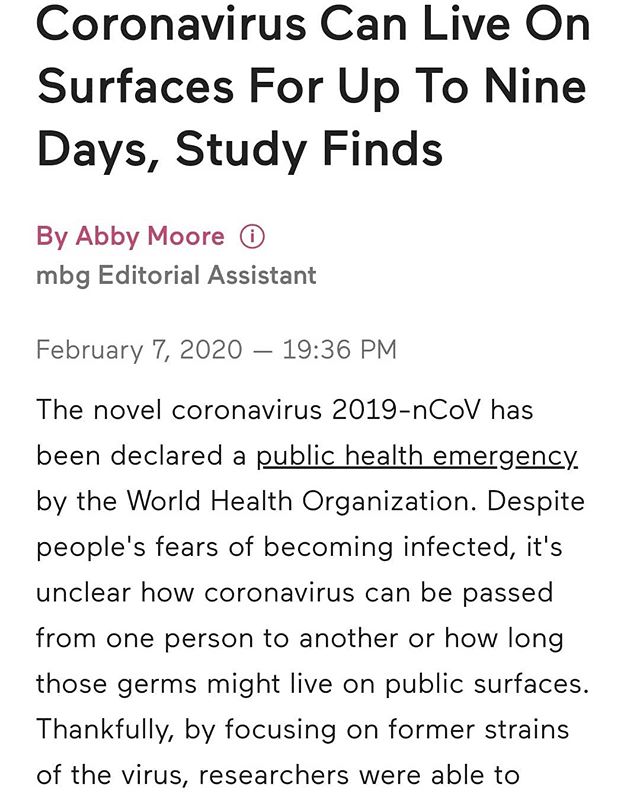 Coronavirus Can Live On
Surfaces For Up To Nine
Days, Study Finds
By Abby Moore
mbg Editorial Assistant
February 7, 2020 — 19:36 PM
The novel coronavirus 2019-nCoV has
been declared a public health emergency
by the World Health Organization. Despite
people's fears of becoming infected, it's
unclear how coronavirus can be passed
from one person to another or how long
those germs might live on public surfaces.
Thankfully, by focusing on former strains
of the virus, researchers were able to